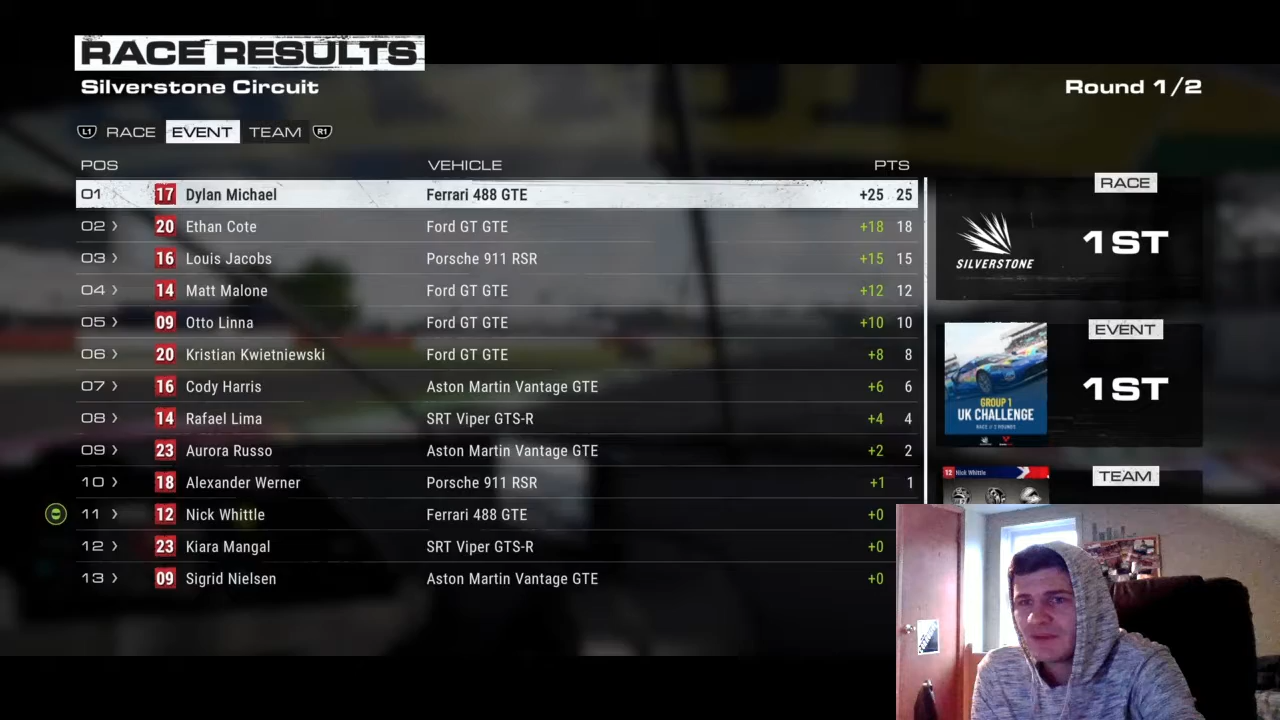 RACE RESULTS
Silverstone Circuit
Round 1/2
L1 RACE EVENT TEAM R1
POS VEHICLE PTS
01 17 Dylan Michael Ferrari 488 GTE +25 25
02 20 Ethan Cote Ford GT GTE +18 18
03 16 Louis Jacobs Porsche 911 RSR +15 15
04 14 Matt Malone Ford GT GTE +12 12
05 09 Otto Linna Ford GT GTE +10 10
06 20 Kristian Kwietniewski Ford GT GTE +8 8
07 16 Cody Harris Aston Martin Vantage GTE +6 6
08 14 Rafael Lima SRT Viper GTS-R +4 4
09 23 Aurora Russo Aston Martin Vantage GTE +2 2
10 18 Alexander Werner Porsche 911 RSR +1 1
11 12 Nick Whittle Ferrari 488 GTE +0
12 23 Kiara Mangal SRT Viper GTS-R +0
13 09 Sigrid Nielsen Aston Martin Vantage GTE +0
RACE
SILVERSTONE
1ST
EVENT
GROUP 1
UK CHALLENGE
RACE // 2 ROUNDS
1ST
TEAM
12 Nick Whittle